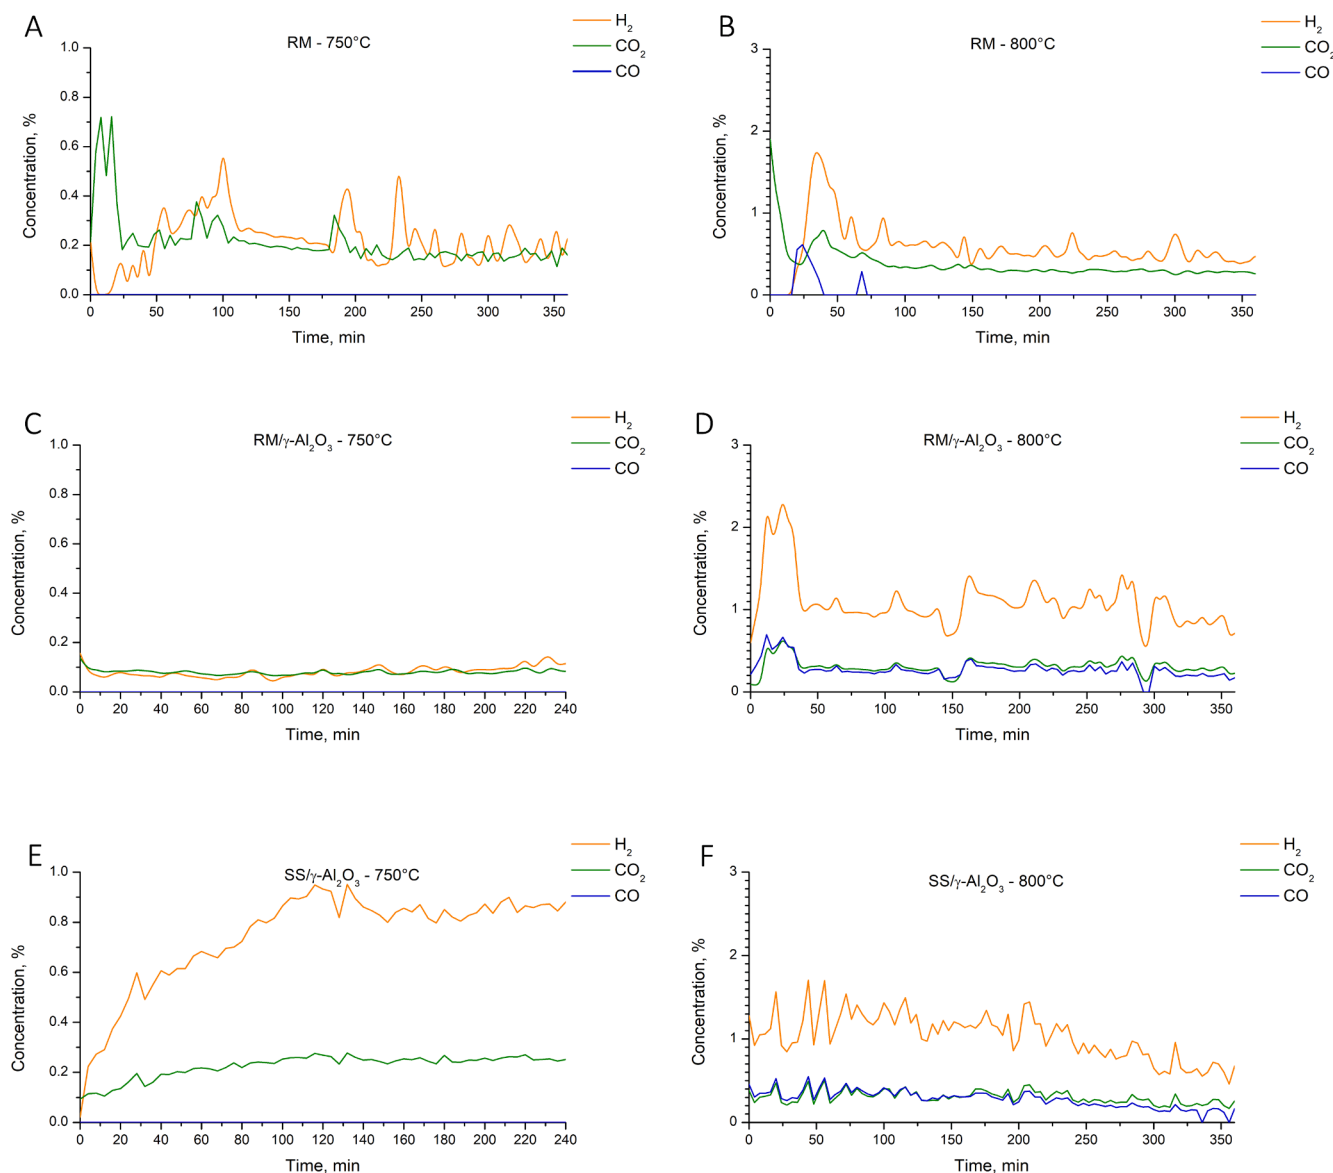 A
RM - 750°C
H2
CO2
CO
1.0
0.8
0.6
0.4
0.2
0.0
Concentration, %
0 50 100 150 200 250 300 350
Time, min
B
RM - 800°C
H2
CO2
CO
3
2
1
0
Concentration, %
0 50 100 150 200 250 300 350
Time, min
C
RM/γ-Al2O3 - 750°C
H2
CO2
CO
1.0
0.8
0.6
0.4
0.2
0.0
Concentration, %
0 20 40 60 80 100 120 140 160 180 200 220 240
Time, min
D
RM/γ-Al2O3 - 800°C
H2
CO2
CO
3
2
1
0
Concentration, %
0 50 100 150 200 250 300 350
Time, min
E
SS/γ-Al2O3 - 750°C
H2
CO2
CO
1.0
0.8
0.6
0.4
0.2
0.0
Concentration, %
0 20 40 60 80 100 120 140 160 180 200 220 240
Time, min
F
SS/γ-Al2O3 - 800°C
H2
CO2
CO
3
2
1
0
Concentration, %
0 50 100 150 200 250 300 350
Time, min